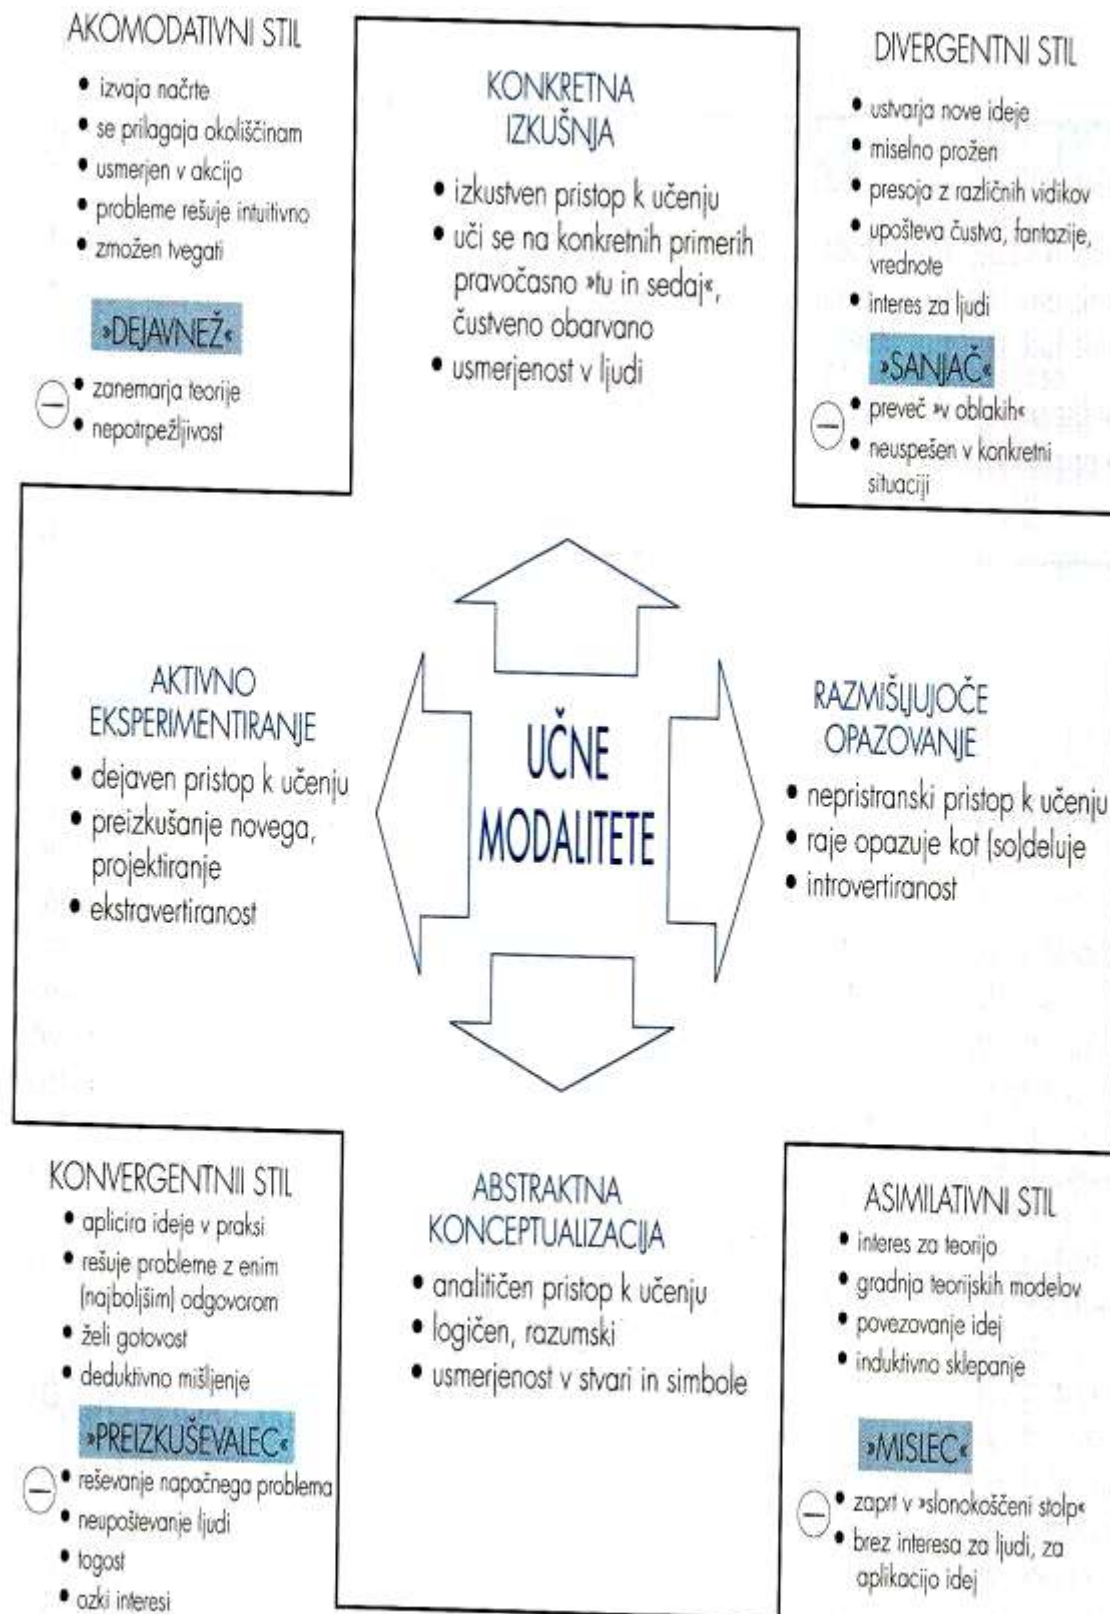 AKOMODATIVNI STIL
• izvaja načrte
• se prilagaja okoliščinam
• usmerjen v akcijo
• probleme rešuje intuitivno
• zmožen tvegati
»DEJAVNEŽ«
• zanemarja teorije
• nepotrpežljivost
KONKRETNA
IZKUŠNJA
• izkustven pristop k učenju
• uči se na konkretnih primerih
pravočasno »tu in sedaj«,
čustveno obarvano
• usmerjenost v ljudi
DIVERGENTNI STIL
• ustvarja nove ideje
• miselno prožen
• presoja z različnih vidikov
• upošteva čustva, fantazije,
vrednote
• interes za ljudi
»SANJAČ«
• preveč »v oblakih«
• neuspešen v konkretni
situaciji
AKTIVNO
EKSPERIMENTIRANJE
• dejaven pristop k učenju
• preizkušanje novega,
projektiranje
• ekstravertiranost
UČNE
MODALITETE
RAZMIŠLJUJOČE
OPAZOVANJE
• nepristranski pristop k učenju
• raje opazuje kot (so)deluje
• introvertiranost
KONVERGENTNII STIL
• aplicira ideje v praksi
• rešuje probleme z enim
(najboljšim) odgovorom
• želi gotovost
• deduktivno mišljenje
»PREIZKUŠEVALEC«
• reševanje napačnega problema
• neupoštevanje ljudi
• togost
• ozki interesi
ABSTRAKTNA
KONCEPTUALIZACIJA
• analitičen pristop k učenju
• logičen, razumski
• usmerjenost v stvari in simbole
ASIMILATIVNI STIL
• interes za teorijo
• gradnja teorijskih modelov
• povezovanje idej
• induktivno sklepanje
»MISLEC«
• zaprt v »slonokoščeni stolp«
• brez interesa za ljudi, za
aplikacijo idej